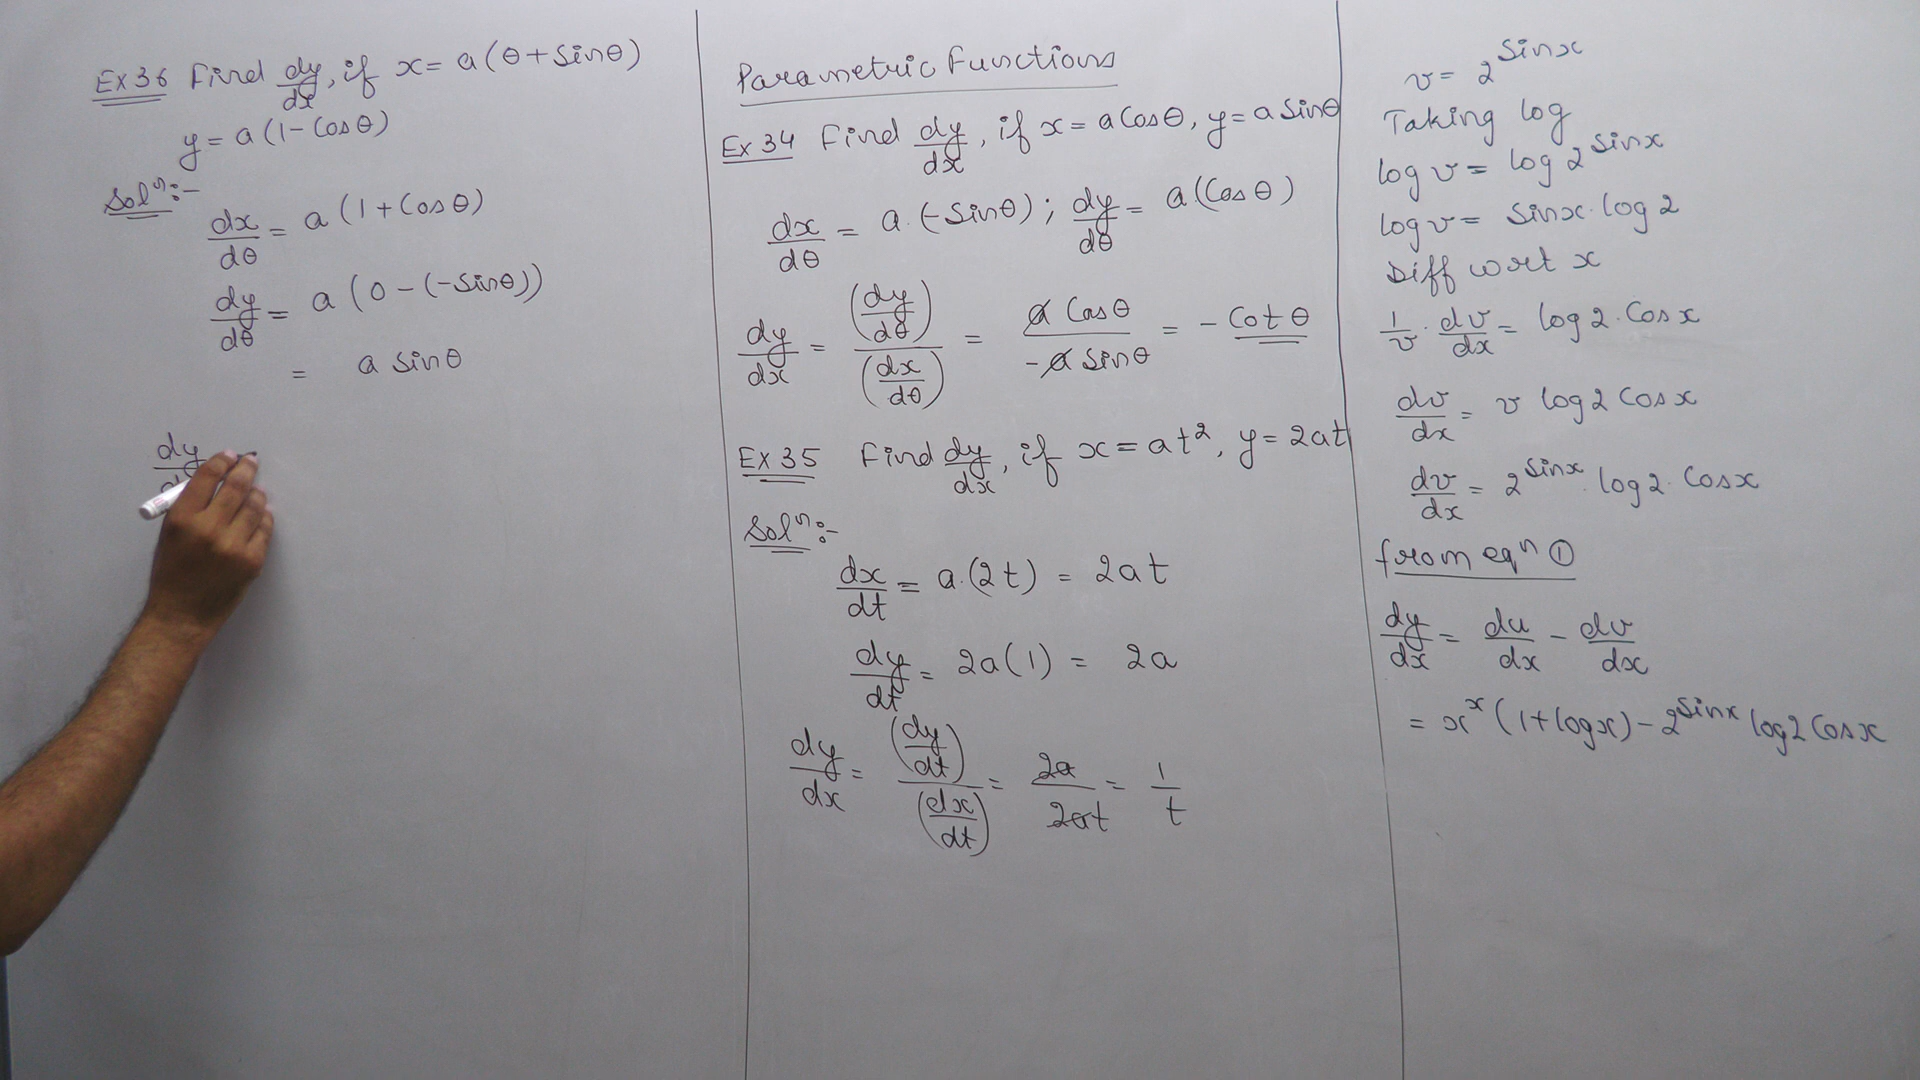 Ex 36 Find dy/dx, if x = a(θ + Sinθ)
y = a(1 - Cosθ)
Solⁿ:-
dx/dθ = a(1 + Cosθ)
dy/dθ = a(0 - (-Sinθ))
= a Sinθ
dy
Parametric Functions
Ex 34 Find dy/dx, if x = a Cosθ, y = a Sinθ
dx/dθ = a.(-Sinθ); dy/dθ = a(Cosθ)
dy/dx = (dy/dθ)/(dx/dθ) = a Cosθ/-a Sinθ = - Cot θ
Ex 35 Find dy/dx, if x = at², y = 2at
Solⁿ:-
dx/dt = a.(2t) = 2at
dy/dt = 2a(1) = 2a
dy/dx = (dy/dt)/(dx/dt) = 2a/2at = 1/t
v = 2^Sinx
Taking log
log v = log 2^Sinx
log v = Sinx. log 2
Diff wrt x
1/v . dv/dx = log 2. Cosx
dv/dx = v log 2 Cosx
dv/dx = 2^Sinx. log 2. Cosx
from eqⁿ ①
dy/dx = du/dx - dv/dx
= x^x (1 + logx) - 2^Sinx log 2 Cosx